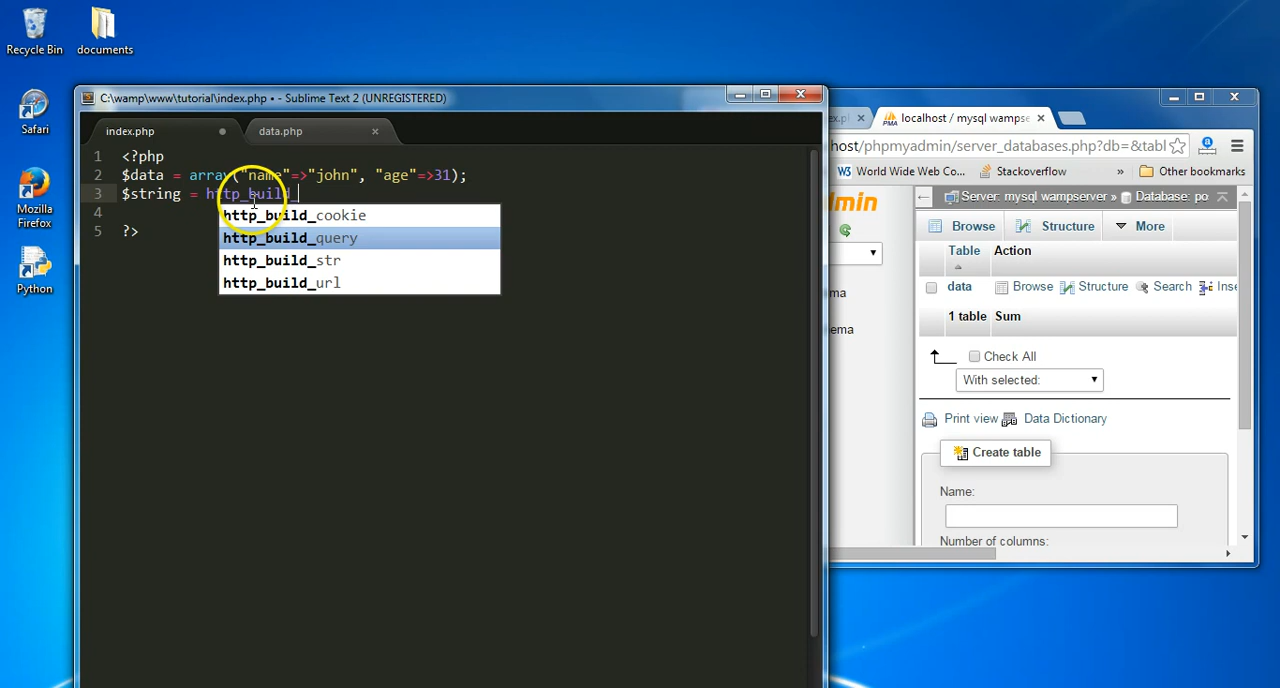 Recycle Bin
documents
Safari
Mozilla
Firefox
Python
C:\wamp\www\tutorial\index.php • - Sublime Text 2 (UNREGISTERED)
index.php
data.php
1 <?php
2 $data = array("name"=>"john", "age"=>31);
3 $string = http_build_
4
5 ?>
http_build_cookie
http_build_query
http_build_str
http_build_url
localhost / mysql wampse
host/phpmyadmin/server_databases.php?db=&tabl
World Wide Web Co...
Stackoverflow
»
Other bookmarks
Server: mysql wampserver » Database: po
Browse
Structure
More
Table
Action
data
Browse
Structure
Search
Inse
1 table
Sum
Check All
With selected:
Print view
Data Dictionary
Create table
Name:
Number of columns: